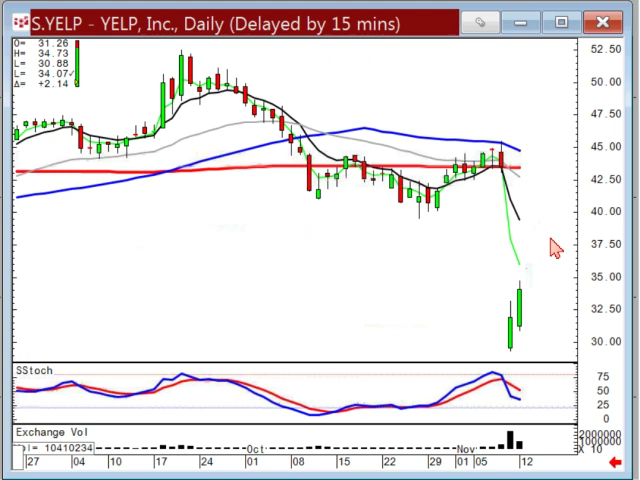 S.YELP - YELP, Inc., Daily (Delayed by 15 mins)
O= 31.26
H= 34.73
L= 30.88
L= 34.07✓
Δ= +2.14
52.50
50.00
47.50
45.00
42.50
40.00
37.50
35.00
32.50
30.00
SStoch
75
50
25
0
Exchange Vol
Vol= 10410234
2000000
1000000
X 10
27 04 10 17 24 Oct 01 08 15 22 29 Nov 01 05 12